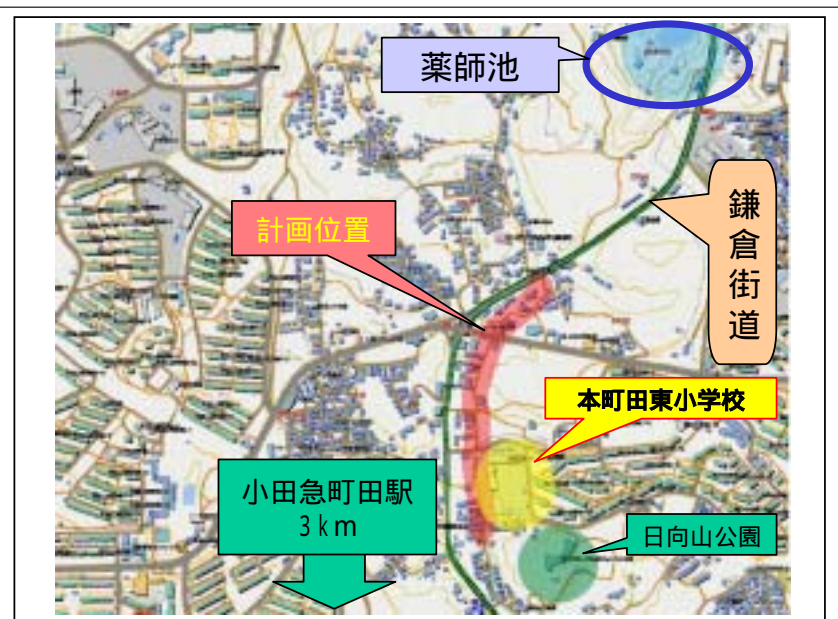 薬師池
計画位置
鎌倉街道
本町田東小学校
小田急町田駅
3km
日向山公園